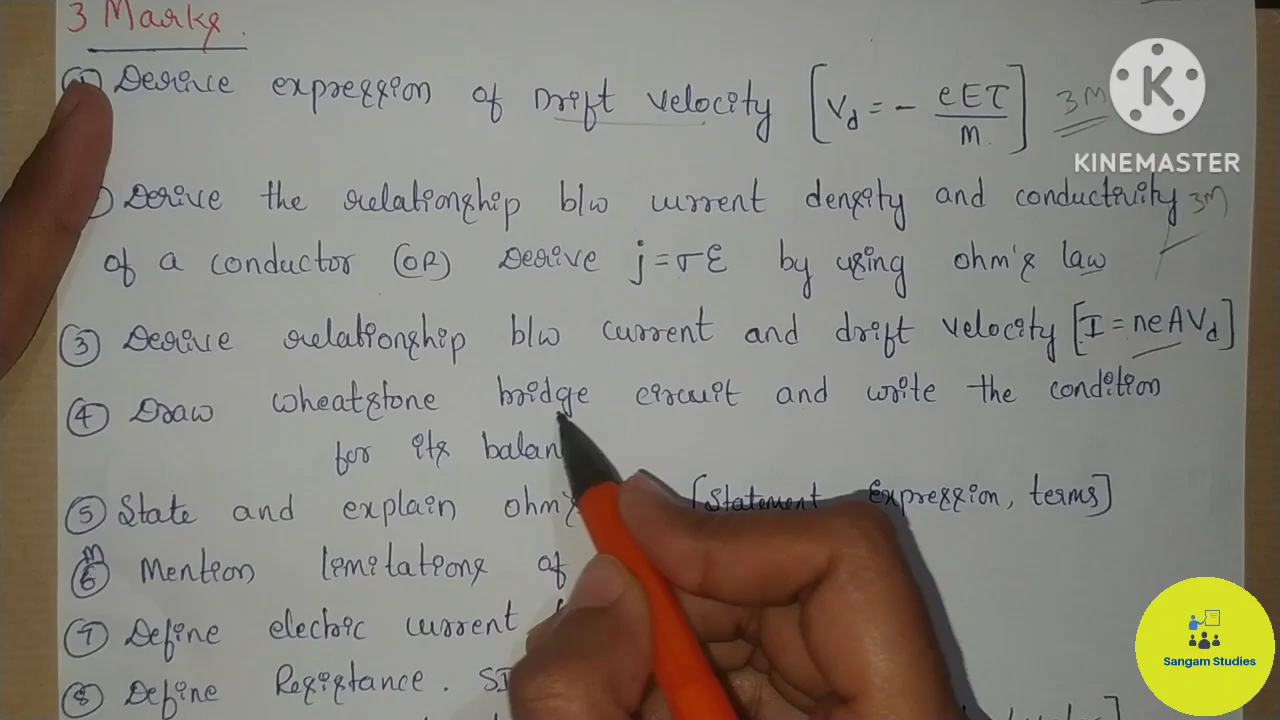 3 Marks.
Derive expression of Drift velocity [Vd = - eEτ/m.] 3M
KINEMASTER
Derive the relationship b/w current density and conductivity 3M
of a conductor (OR) Derive j = σE by using ohm's law
③ Derive relationship b/w current and drift velocity [I = neAVd]
④ Draw wheatstone bridge circuit and write the condition
for its balan
⑤ State and explain ohm's [Statement Expression, terms]
⑥ Mention limitations of
⑦ Define electric current
⑧ Define Resistance. SI
Sangam Studies